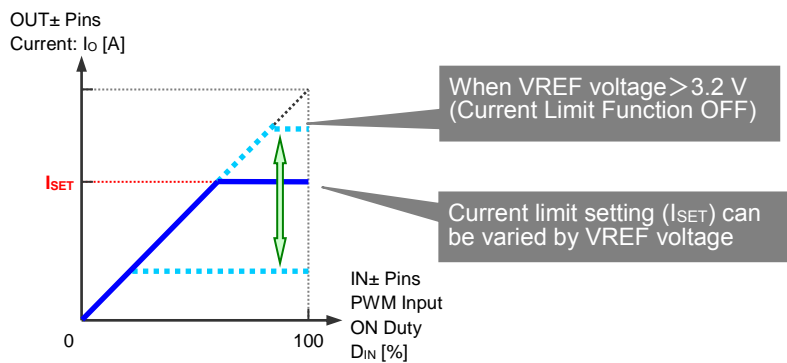 OUT± Pins
Current: IO [A]
When VREF voltage＞3.2 V
(Current Limit Function OFF)
ISET
Current limit setting (ISET) can
be varied by VREF voltage
IN± Pins
PWM Input
ON Duty
DIN [%]
0
100